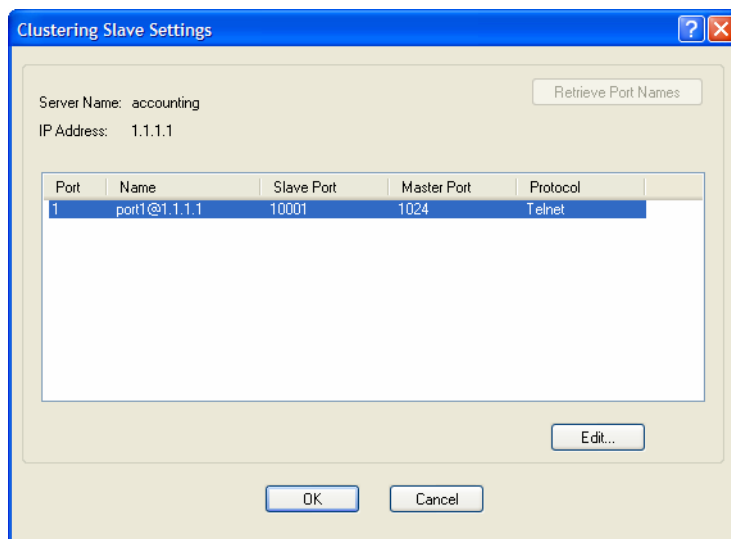 Clustering Slave Settings
Retrieve Port Names
Server Name: accounting
IP Address: 1.1.1.1
Port Name Slave Port Master Port Protocol
1 port1@1.1.1.1 10001 1024 Telnet
Edit...
OK Cancel